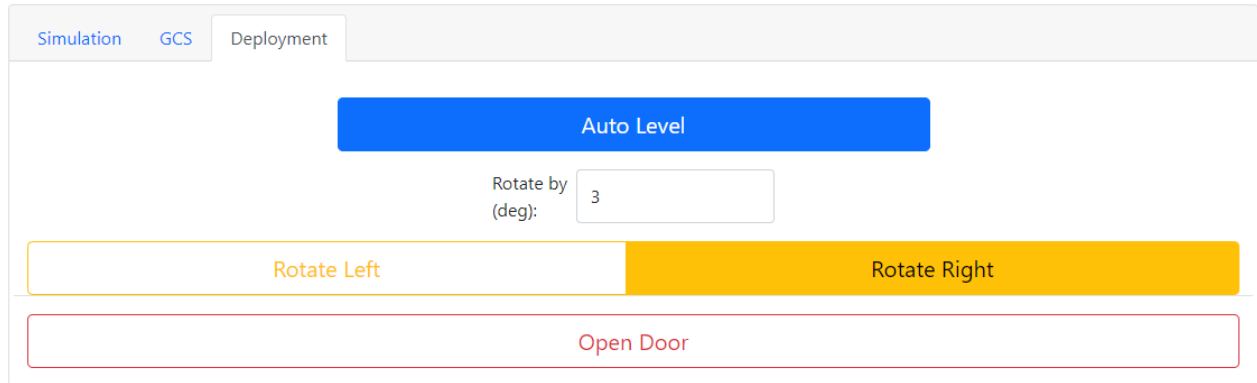 Simulation GCS Deployment
Auto Level
Rotate by
(deg):
3
Rotate Left Rotate Right
Open Door